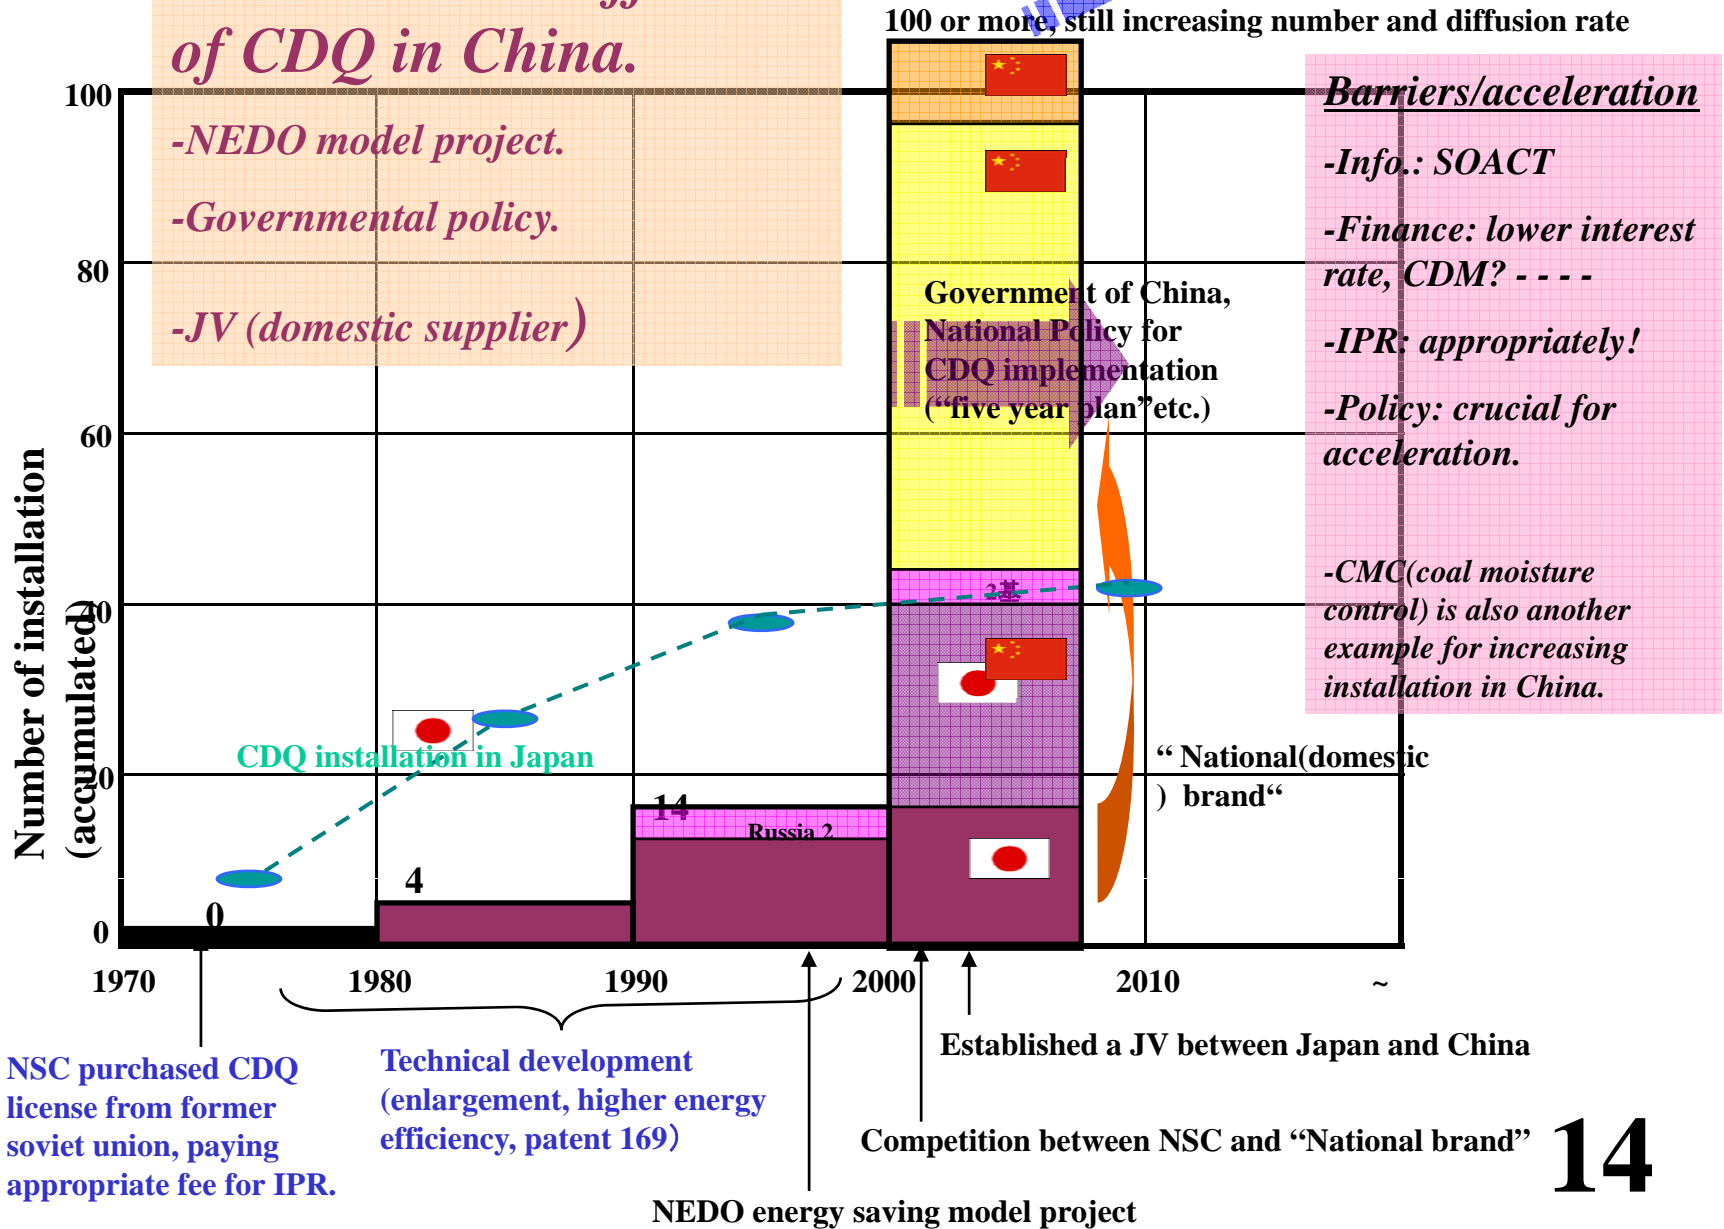 of CDQ in China.
-NEDO model project.
-Governmental policy.
-JV (domestic supplier)
100 or more, still increasing number and diffusion rate
Barriers/acceleration
-Info.: SOACT
-Finance: lower interest
rate, CDM? - - - -
-IPR: appropriately!
-Policy: crucial for
acceleration.
-CMC(coal moisture
control) is also another
example for increasing
installation in China.
Number of installation
(accumulated)
100
80
60
40
20
0
Government of China,
National Policy for
CDQ implementation
(“five year plan”etc.)
2基
CDQ installation in Japan
“ National(domestic
) brand“
14
Russia 2
4
0
1970
1980
1990
2000
2010
~
NSC purchased CDQ
license from former
soviet union, paying
appropriate fee for IPR.
Technical development
(enlargement, higher energy
efficiency, patent 169）
Established a JV between Japan and China
Competition between NSC and “National brand”
NEDO energy saving model project
14